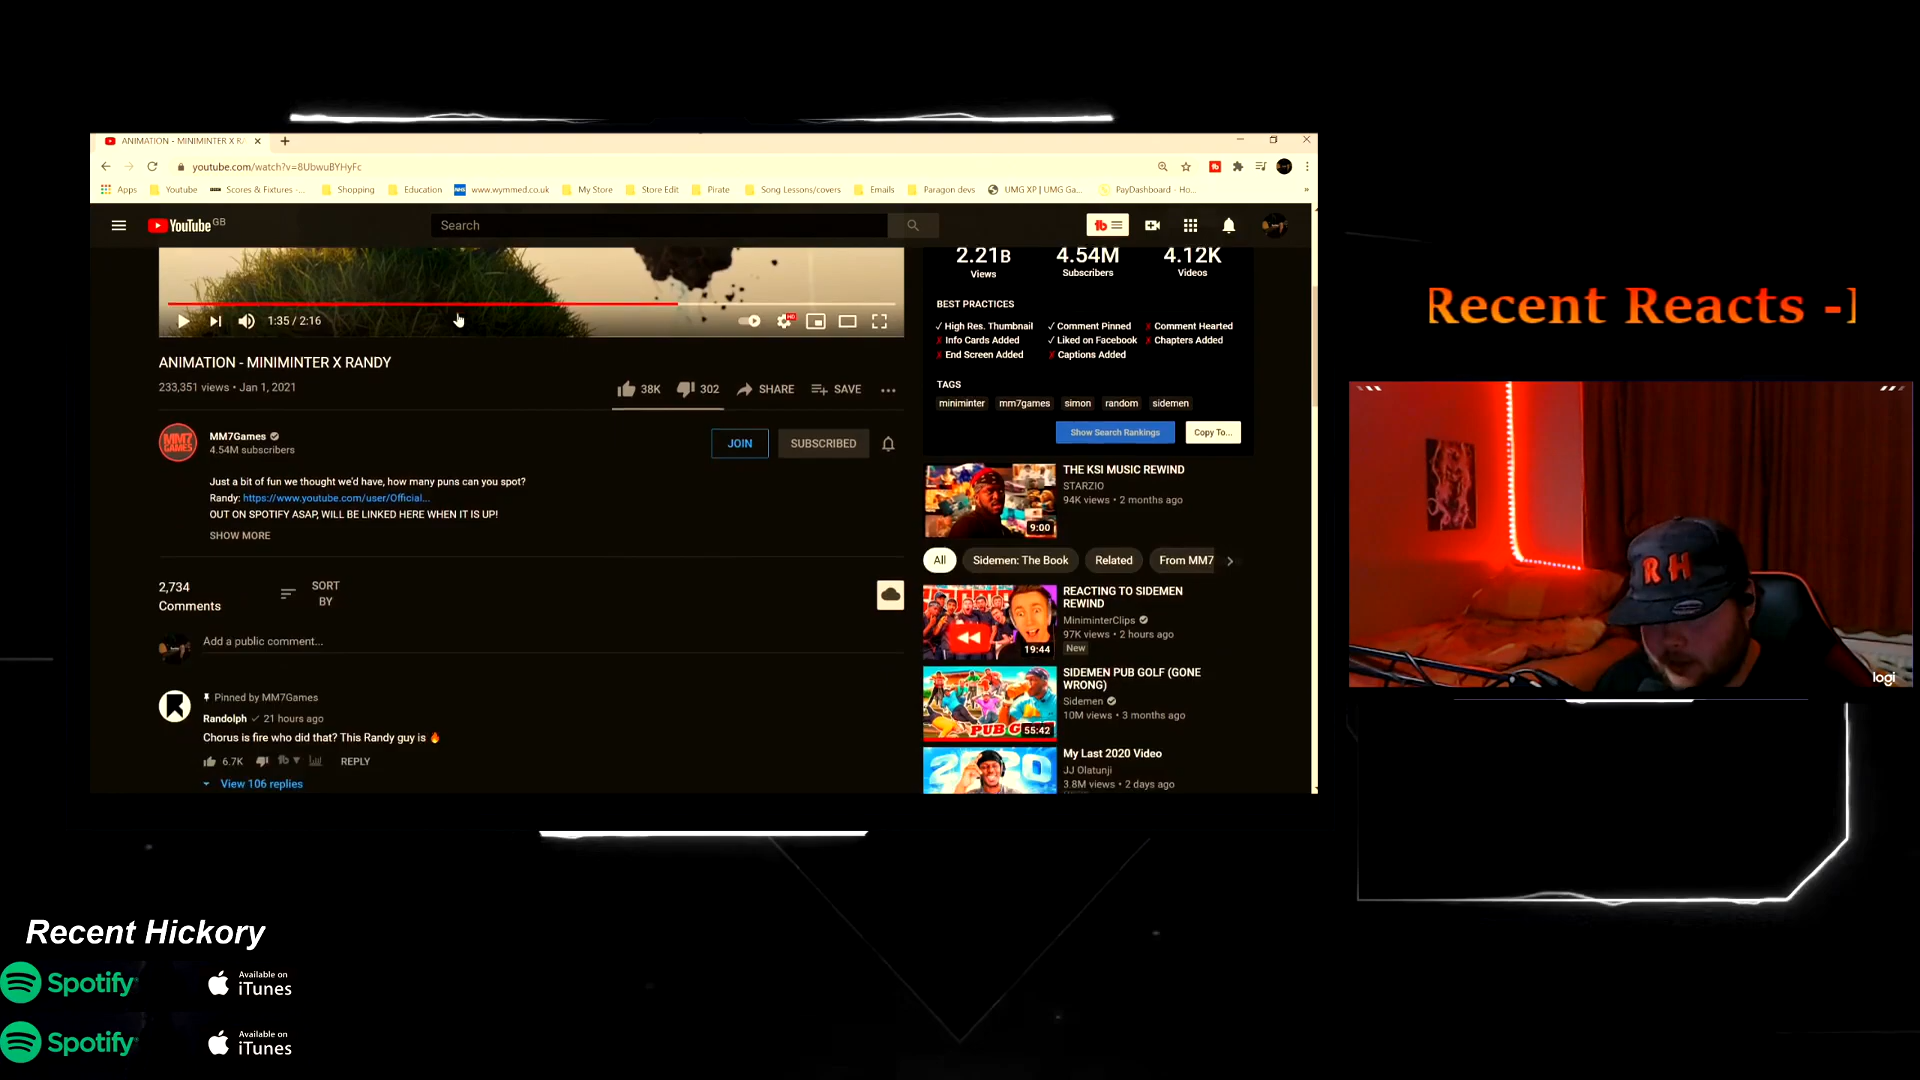 ANIMATION - MINIMINTER X R
youtube.com/watch?v=8UbwuBYHyFc
Apps Youtube Scores & Fixtures -... Shopping Education www.wymmed.co.uk My Store Store Edit Pirate Song Lessons/covers Emails Paragon devs UMG XP | UMG Ga... PayDashboard - Ho... »
YouTube GB
Search
2.21B 4.54M 4.12K
Views Subscribers Videos
BEST PRACTICES
✓ High Res. Thumbnail ✓ Comment Pinned x Comment Hearted
x Info Cards Added ✓ Liked on Facebook x Chapters Added
x End Screen Added x Captions Added
TAGS
miniminter mm7games simon random sidemen
Show Search Rankings Copy To...
1:35 / 2:16
HD
ANIMATION - MINIMINTER X RANDY
233,351 views • Jan 1, 2021
38K 302 SHARE SAVE ...
MM7 GAMES
MM7Games
4.54M subscribers
JOIN SUBSCRIBED
Just a bit of fun we thought we'd have, how many puns can you spot?
Randy: https://www.youtube.com/user/Official...
OUT ON SPOTIFY ASAP, WILL BE LINKED HERE WHEN IT IS UP!
SHOW MORE
2,734
Comments
SORT
BY
Add a public comment...
Pinned by MM7Games
Randolph ✓ 21 hours ago
Chorus is fire who did that? This Randy guy is 🔥
6.7K REPLY
View 106 replies
THE KSI MUSIC REWIND
STARZIO
94K views • 2 months ago
9:00
All Sidemen: The Book Related From MM7
REACTING TO SIDEMEN
REWIND
MiniminterClips
97K views • 2 hours ago
New
19:44
SIDEMEN PUB GOLF (GONE
WRONG)
Sidemen
10M views • 3 months ago
55:42
My Last 2020 Video
JJ Olatunji
3.8M views • 2 days ago
Recent Reacts -
RH
logi
Recent Hickory
Spotify
Available on
iTunes
Spotify
Available on
iTunes